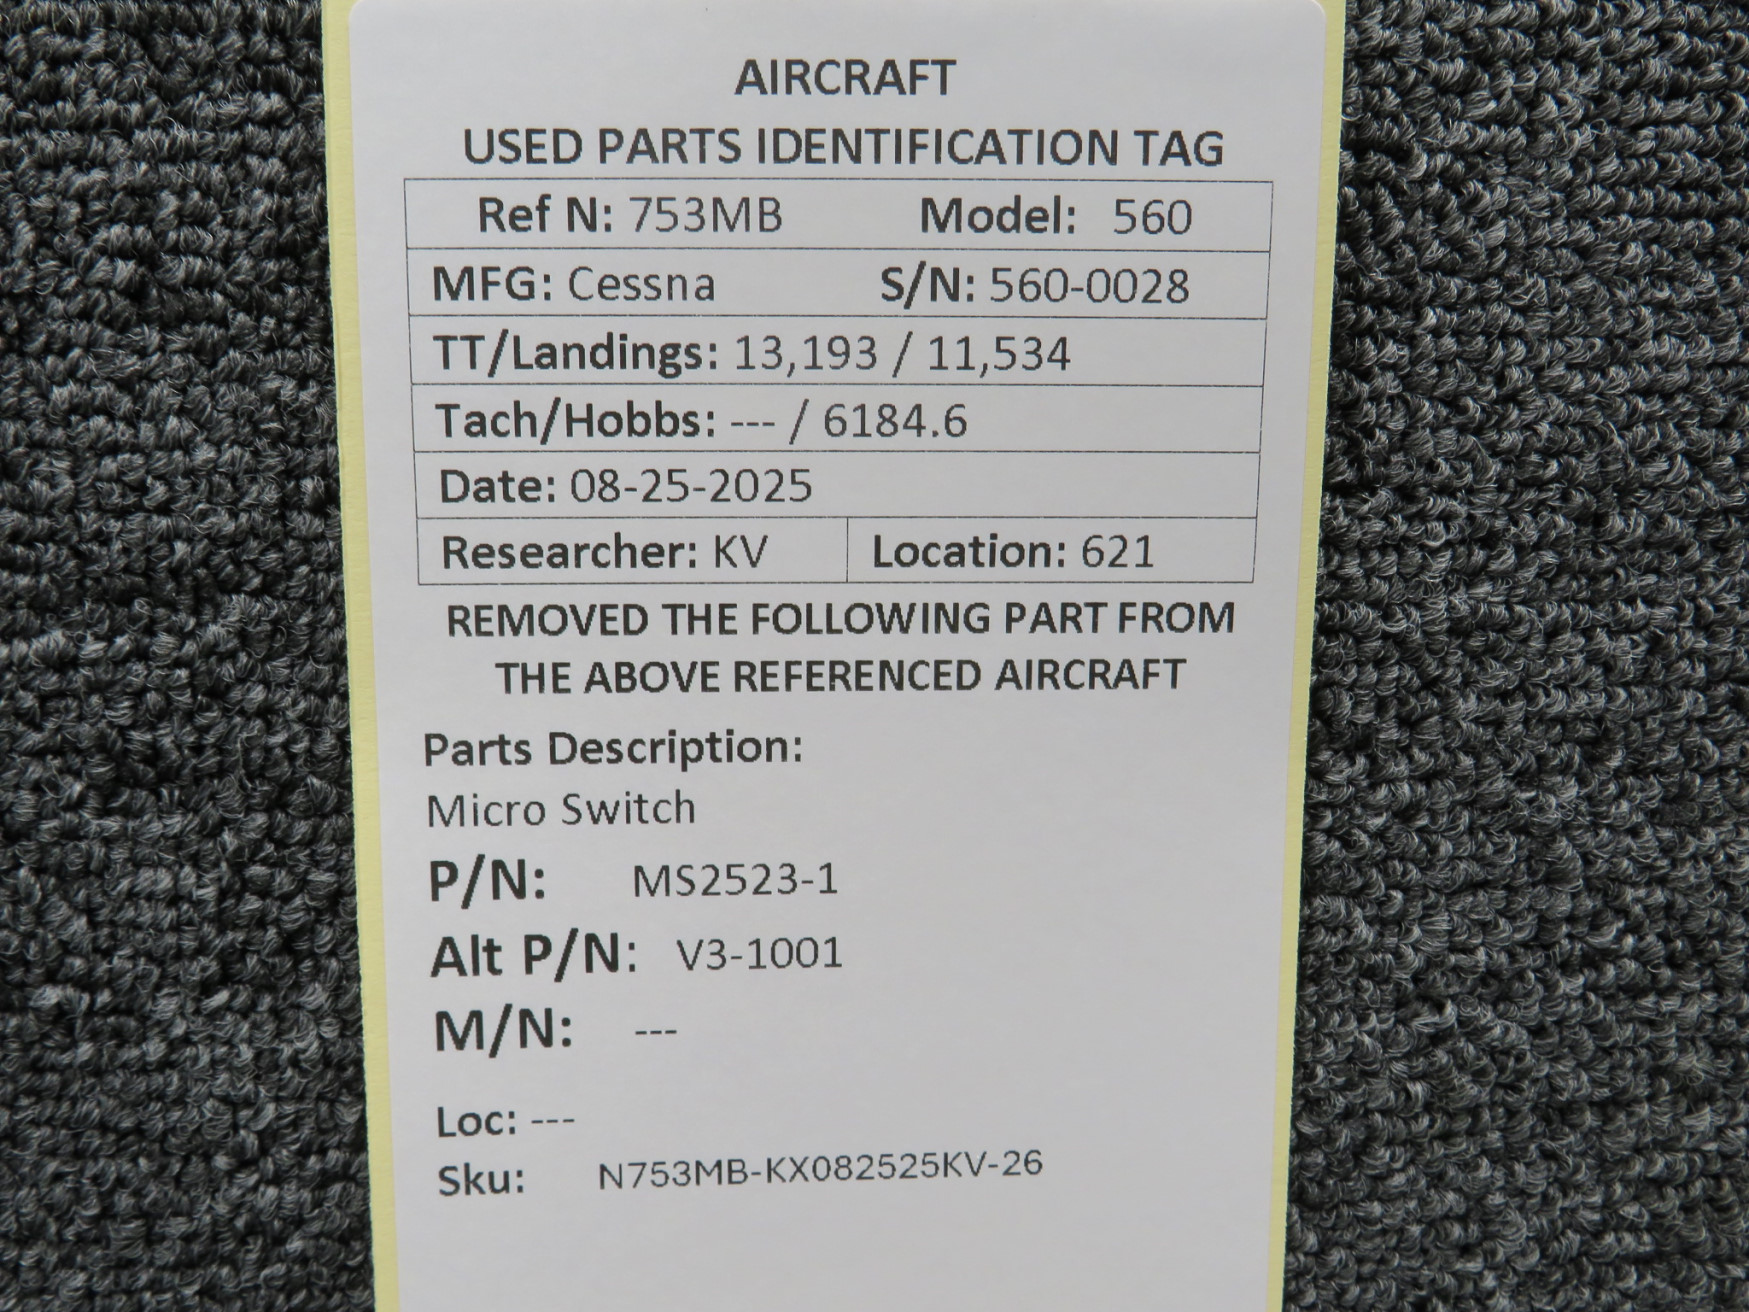 AIRCRAFT
USED PARTS IDENTIFICATION TAG
Ref N: 753MB Model: 560
MFG: Cessna S/N: 560-0028
TT/Landings: 13,193 / 11,534
Tach/Hobbs: --- / 6184.6
Date: 08-25-2025
Researcher: KV Location: 621
REMOVED THE FOLLOWING PART FROM
THE ABOVE REFERENCED AIRCRAFT
Parts Description:
Micro Switch
P/N: MS2523-1
Alt P/N: V3-1001
M/N: ---
Loc: ---
Sku: N753MB-KX082525KV-26